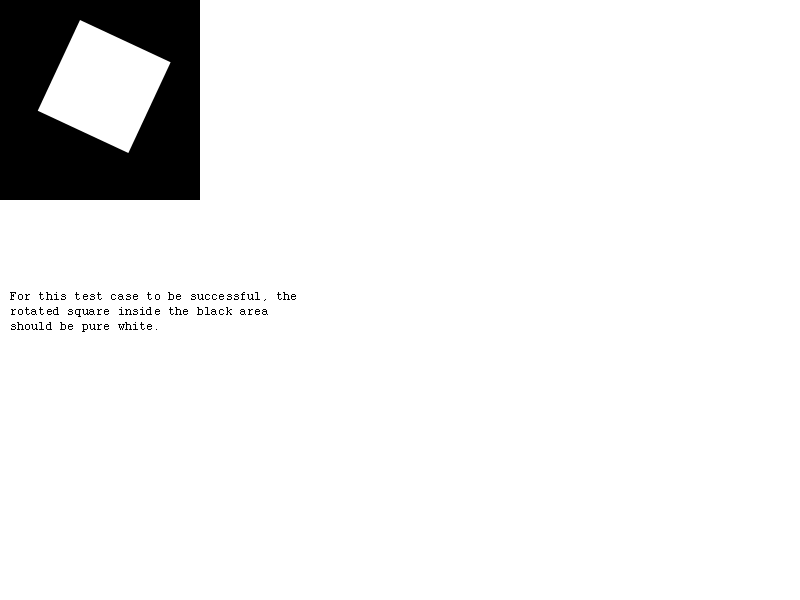 For this test case to be successful, the
rotated square inside the black area
should be pure white.